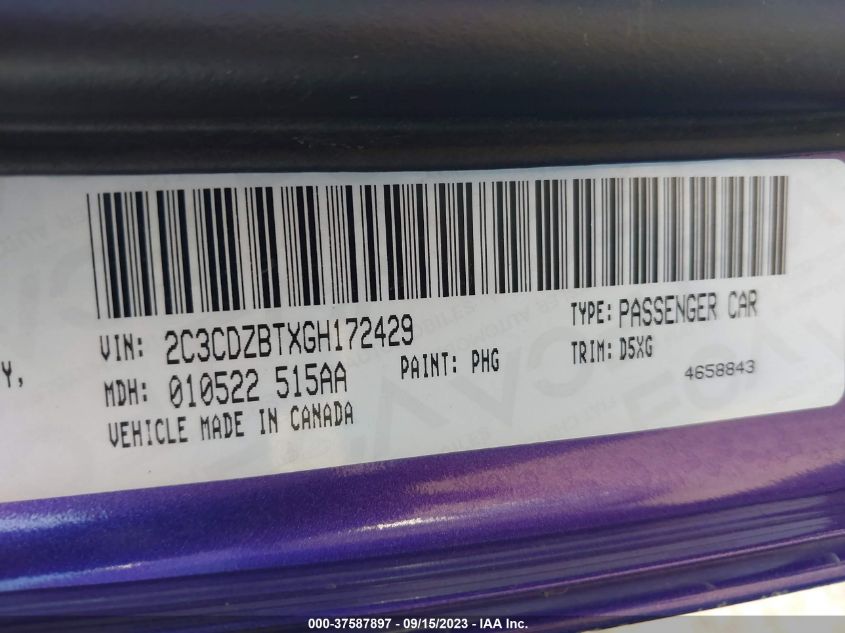 VIN: 2C3CDZBTXGH172429
TYPE: PASSENGER CAR
Y,
MDH: 010522 515AA
PAINT: PHG
TRIM: D5XG
4658843
VEHICLE MADE IN CANADA
000-37587897 - 09/15/2023 - IAA Inc.